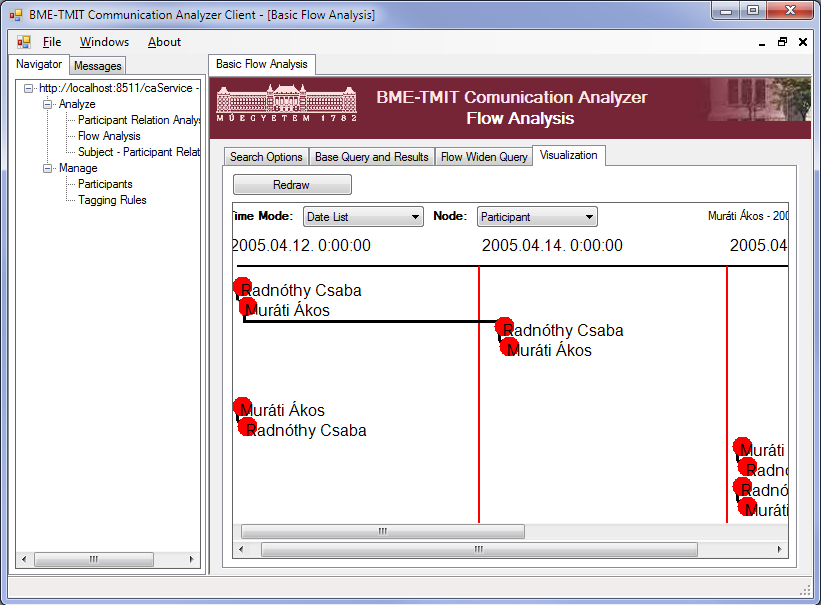 BME-TMIT Communication Analyzer Client - [Basic Flow Analysis]
File Windows About
Navigator Messages
http://localhost:8511/caService -
Analyze
Participant Relation Analys
Flow Analysis
Subject - Participant Relat
Manage
Participants
Tagging Rules
Basic Flow Analysis
MŰEGYETEM 1782
BME-TMIT Comunication Analyzer
Flow Analysis
Search Options Base Query and Results Flow Widen Query Visualization
Redraw
Time Mode: Date List Node: Participant Muráti Ákos - 200
2005.04.12. 0:00:00 2005.04.14. 0:00:00 2005.04
Radnóthy Csaba
Muráti Ákos
Radnóthy Csaba
Muráti Ákos
Muráti Ákos
Radnóthy Csaba
Muráti
Radnó
Radnó
Muráti